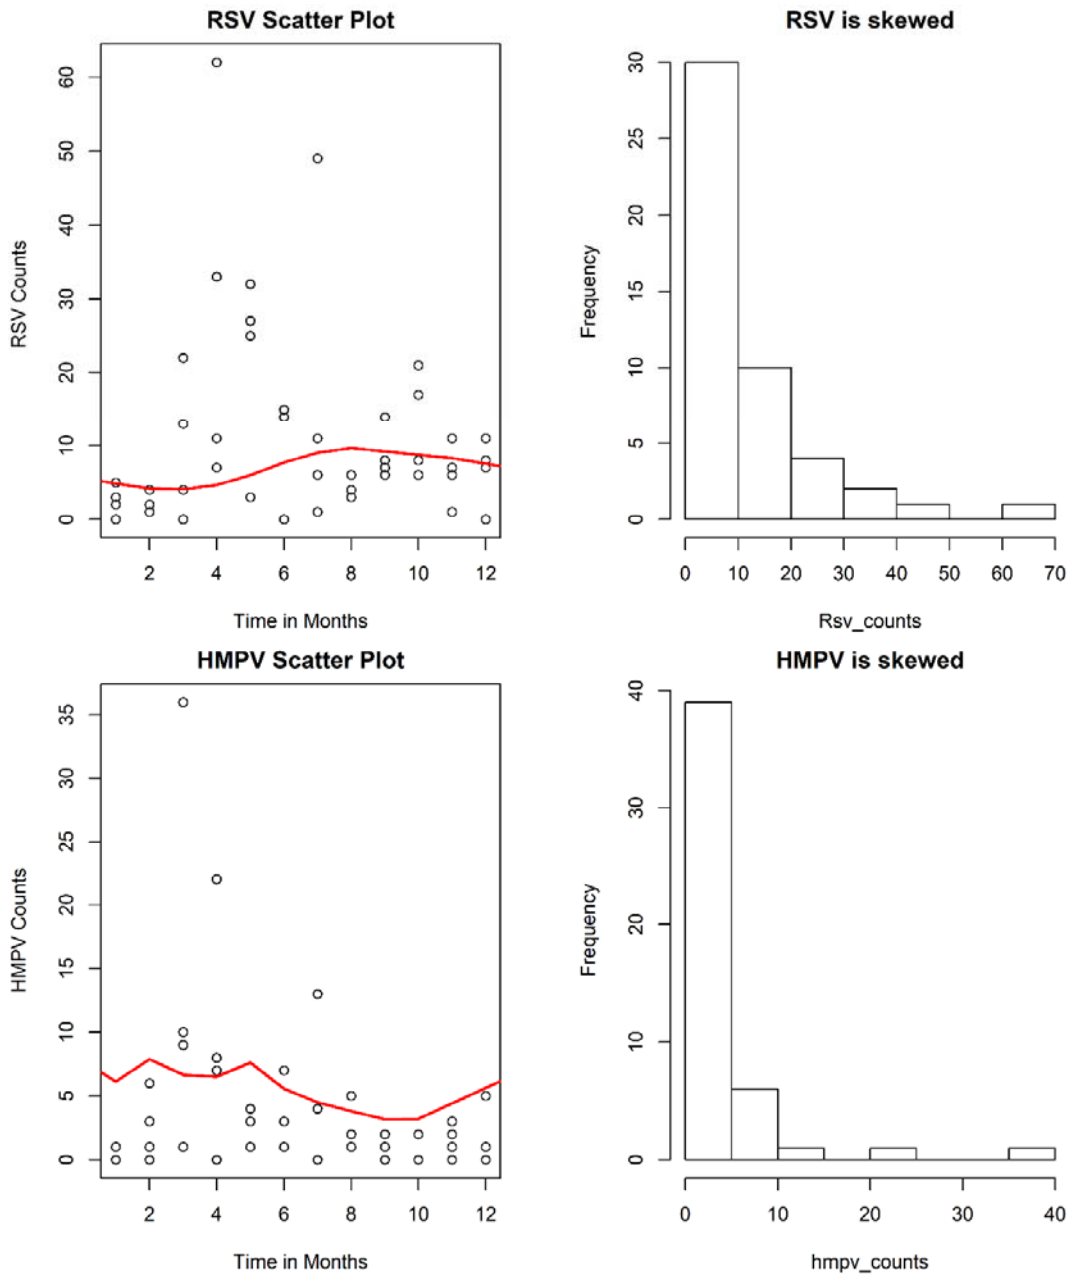 RSV Scatter Plot
RSV Counts
60
50
40
30
20
10
0
2 4 6 8 10 12
Time in Months
RSV is skewed
Frequency
30
25
20
15
10
5
0
0 10 20 30 40 50 60 70
Rsv_counts
HMPV Scatter Plot
HMPV Counts
35
30
25
20
15
10
5
0
2 4 6 8 10 12
Time in Months
HMPV is skewed
Frequency
40
30
20
10
0
0 10 20 30 40
hmpv_counts